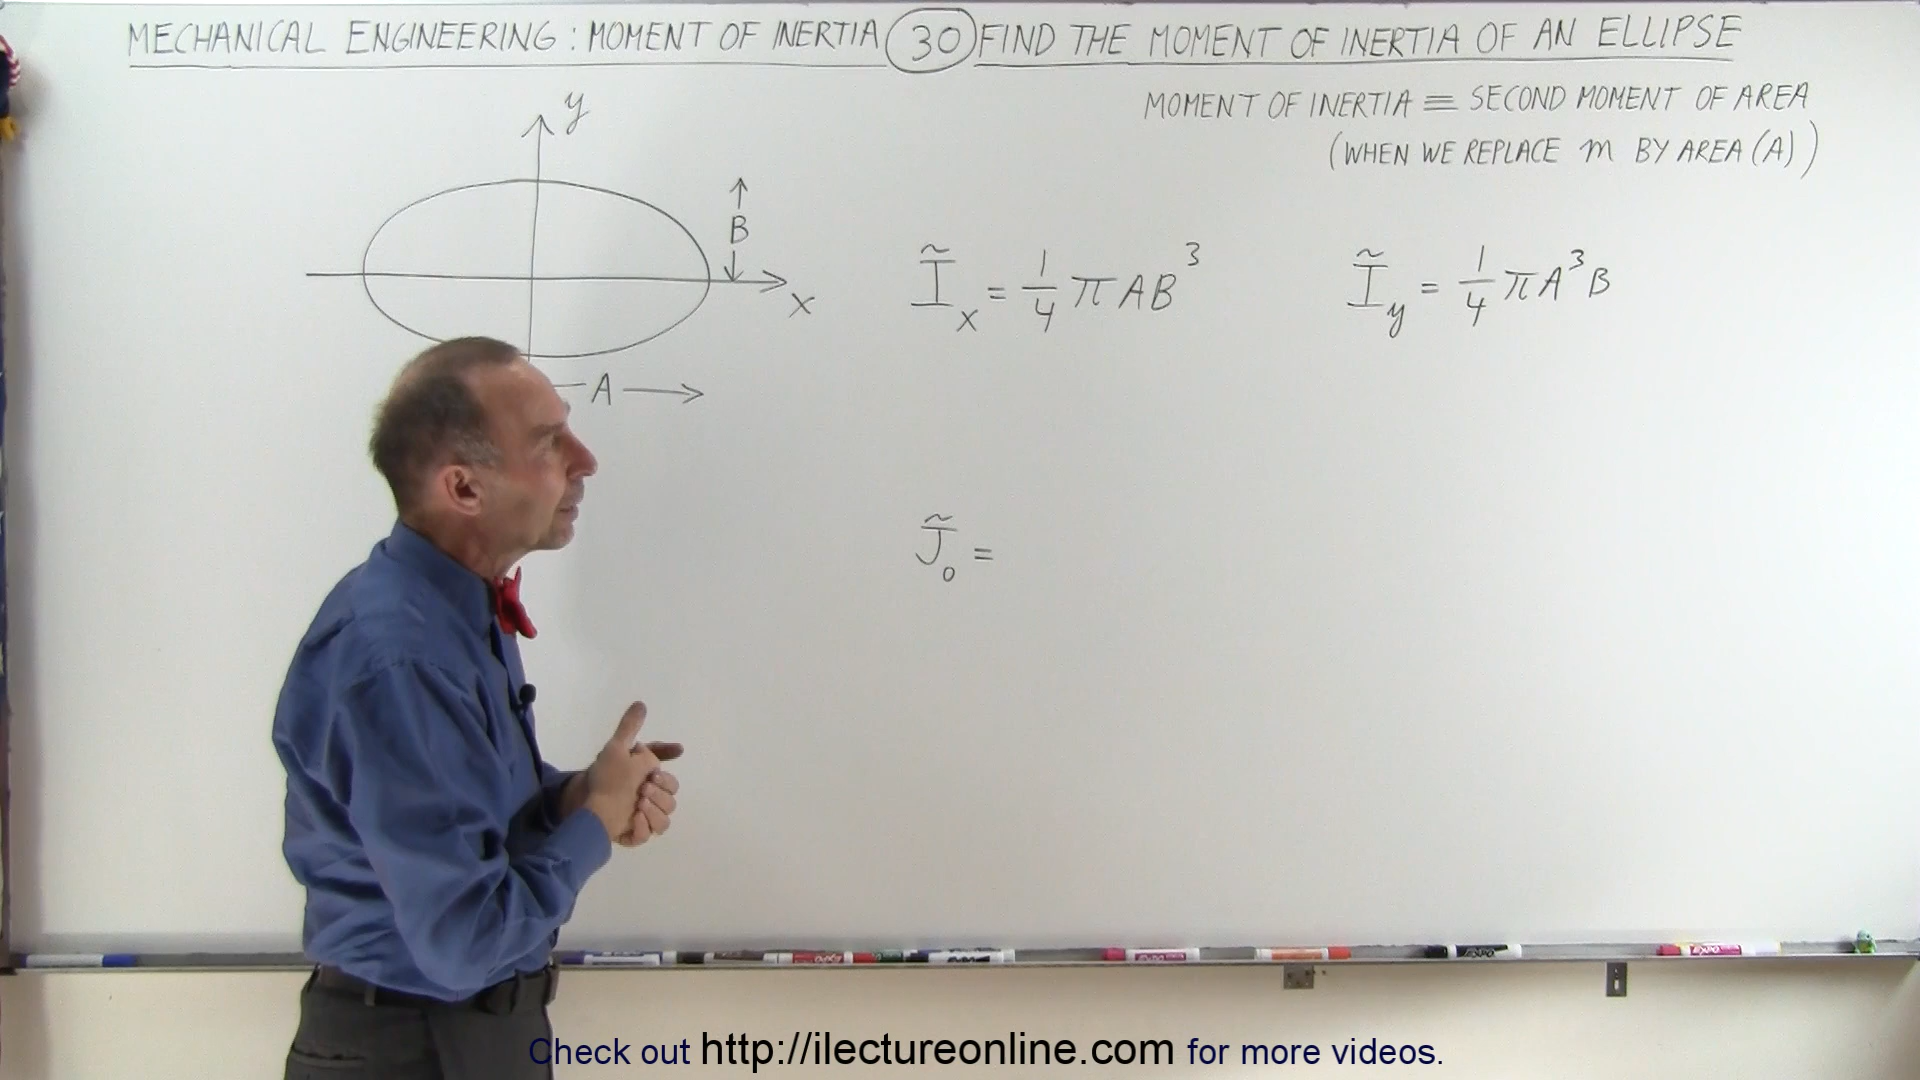 MECHANICAL ENGINEERING : MOMENT OF INERTIA 30 FIND THE MOMENT OF INERTIA OF AN ELLIPSE
MOMENT OF INERTIA ≡ SECOND MOMENT OF AREA
(WHEN WE REPLACE m BY AREA (A))
y
B
x
A
Ĩx = 1/4 π AB³
Ĩy = 1/4 π A³B
J̃o =
Check out http://ilectureonline.com for more videos.